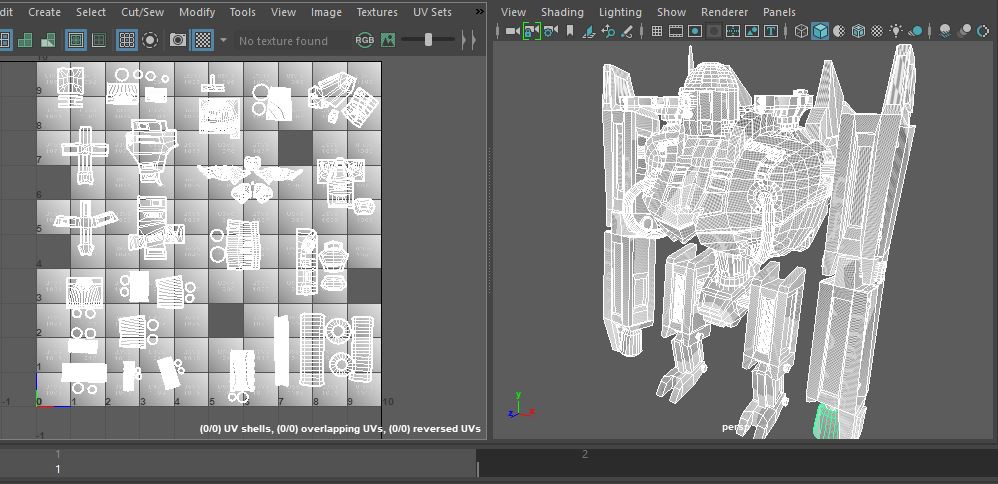 dit Create Select Cut/Sew Modify Tools View Image Textures UV Sets »
View Shading Lighting Show Renderer Panels
No texture found
RGB
10
9
8
7
6
5
4
3
2
1
-1 0 1 2 3 4 5 6 7 8 9 10
-1
(0/0) UV shells, (0/0) overlapping UVs, (0/0) reversed UVs
y
z x
persp
1 2
1